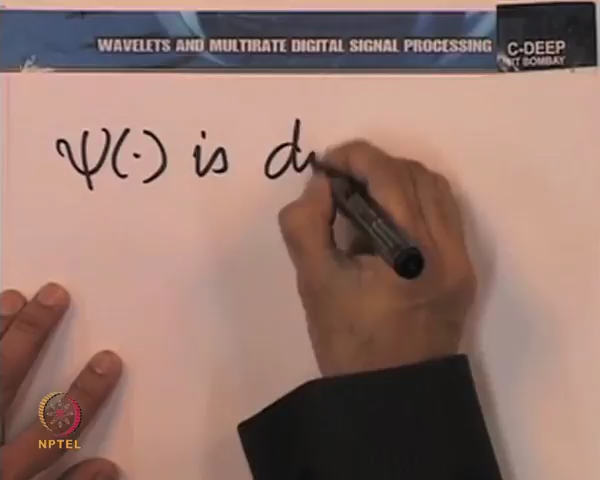 WAVELETS AND MULTIRATE DIGITAL SIGNAL PROCESSING
C-DEEP
IIT BOMBAY
ψ(·) is
NPTEL